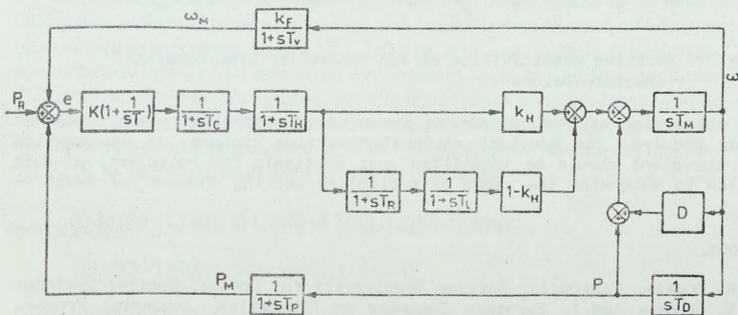 ω_M
k_F
1+sT_v
ω
P_R
e
K(1+1/sT)
1
1+sT_C
1
1+sT_H
k_H
1
sT_M
1
1+sT_R
1
1+sT_L
1-k_H
D
P_M
1
1+sT_P
P
1
sT_D